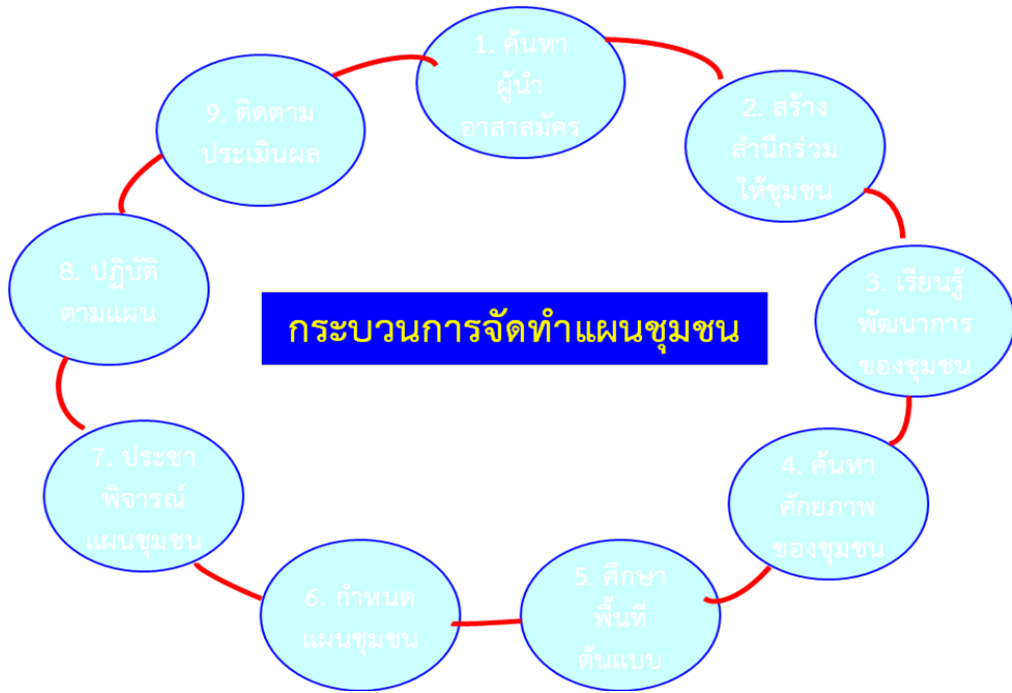 1. ค้นหา
ผู้นำ
อาสาสมัคร
2. สร้าง
สำนึกร่วม
ให้ชุมชน
3. เรียนรู้
พัฒนาการ
ของชุมชน
4. ค้นหา
ศักยภาพ
ของชุมชน
5. ศึกษา
พื้นที่
ต้นแบบ
6. กำหนด
แผนชุมชน
7. ประชา
พิจารณ์
แผนชุมชน
8. ปฏิบัติ
ตามแผน
9. ติดตาม
ประเมินผล
กระบวนการจัดทำแผนชุมชน